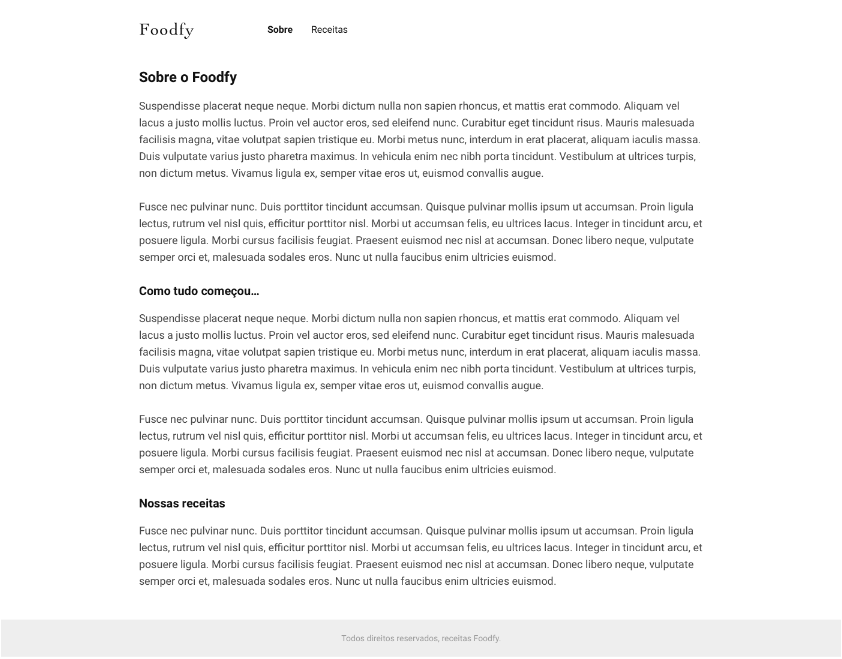 Foodfy
Sobre
Receitas
Sobre o Foodfy
Suspendisse placerat neque neque. Morbi dictum nulla non sapien rhoncus, et mattis erat commodo. Aliquam vel
lacus a justo mollis luctus. Proin vel auctor eros, sed eleifend nunc. Curabitur eget tincidunt risus. Mauris malesuada
facilisis magna, vitae volutpat sapien tristique eu. Morbi metus nunc, interdum in erat placerat, aliquam iaculis massa.
Duis vulputate varius justo pharetra maximus. In vehicula enim nec nibh porta tincidunt. Vestibulum at ultrices turpis,
non dictum metus. Vivamus ligula ex, semper vitae eros ut, euismod convallis augue.
Fusce nec pulvinar nunc. Duis porttitor tincidunt accumsan. Quisque pulvinar mollis ipsum ut accumsan. Proin ligula
lectus, rutrum vel nisl quis, efficitur porttitor nisl. Morbi ut accumsan felis, eu ultrices lacus. Integer in tincidunt arcu, et
posuere ligula. Morbi cursus facilisis feugiat. Praesent euismod nec nisl at accumsan. Donec libero neque, vulputate
semper orci et, malesuada sodales eros. Nunc ut nulla faucibus enim ultricies euismod.
Como tudo começou…
Suspendisse placerat neque neque. Morbi dictum nulla non sapien rhoncus, et mattis erat commodo. Aliquam vel
lacus a justo mollis luctus. Proin vel auctor eros, sed eleifend nunc. Curabitur eget tincidunt risus. Mauris malesuada
facilisis magna, vitae volutpat sapien tristique eu. Morbi metus nunc, interdum in erat placerat, aliquam iaculis massa.
Duis vulputate varius justo pharetra maximus. In vehicula enim nec nibh porta tincidunt. Vestibulum at ultrices turpis,
non dictum metus. Vivamus ligula ex, semper vitae eros ut, euismod convallis augue.
Fusce nec pulvinar nunc. Duis porttitor tincidunt accumsan. Quisque pulvinar mollis ipsum ut accumsan. Proin ligula
lectus, rutrum vel nisl quis, efficitur porttitor nisl. Morbi ut accumsan felis, eu ultrices lacus. Integer in tincidunt arcu, et
posuere ligula. Morbi cursus facilisis feugiat. Praesent euismod nec nisl at accumsan. Donec libero neque, vulputate
semper orci et, malesuada sodales eros. Nunc ut nulla faucibus enim ultricies euismod.
Nossas receitas
Fusce nec pulvinar nunc. Duis porttitor tincidunt accumsan. Quisque pulvinar mollis ipsum ut accumsan. Proin ligula
lectus, rutrum vel nisl quis, efficitur porttitor nisl. Morbi ut accumsan felis, eu ultrices lacus. Integer in tincidunt arcu, et
posuere ligula. Morbi cursus facilisis feugiat. Praesent euismod nec nisl at accumsan. Donec libero neque, vulputate
semper orci et, malesuada sodales eros. Nunc ut nulla faucibus enim ultricies euismod.
Todos direitos reservados, receitas Foodfy.